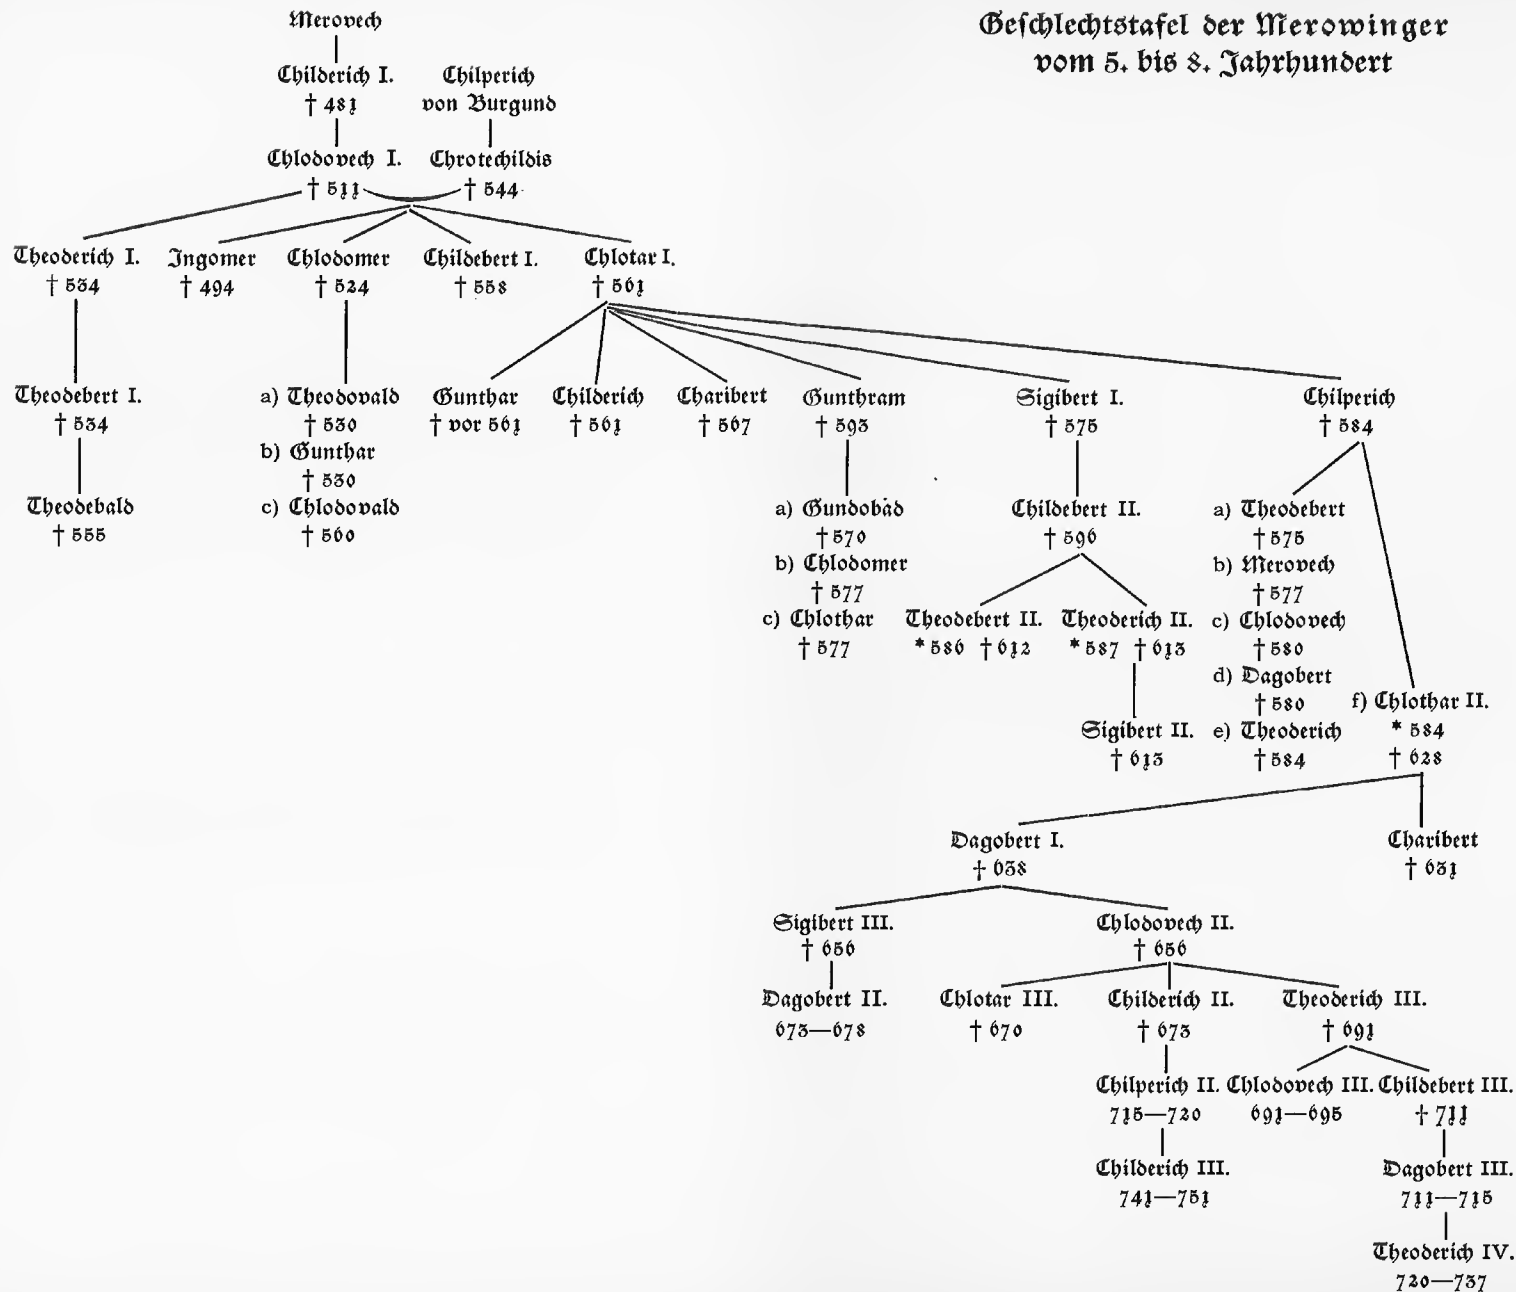 Geschlechtstafel der Merowinger
vom 5. bis 8. Jahrhundert
Merovech
Childerich I. Chilperich
† 481 von Burgund
Chlodovech I. Chrotechildis
† 511 † 544
Theoderich I. Ingomer Chlodomer Childebert I. Chlotar I.
† 534 † 494 † 524 † 558 † 561
Theodebert I. a) Theodovald Gunthar Childerich Charibert Gunthram Sigibert I. Chilperich
† 534 † 530 † vor 561 † 561 † 567 † 593 † 575 † 584
b) Gunthar
† 530
Theodebald c) Chlodovald a) Gundobad Childebert II. a) Theodebert
† 555 † 560 † 570 † 596 † 575
b) Chlodomer b) Merovech
† 577 † 577
c) Chlothar Theodebert II. Theoderich II. c) Chlodovech
† 577 * 586 † 612 * 587 † 613 † 580
d) Dagobert
† 580 f) Chlothar II.
Sigibert II. e) Theoderich * 584
† 613 † 584 † 628
Dagobert I. Charibert
† 638 † 631
Sigibert III. Chlodovech II.
† 656 † 656
Dagobert II. Chlotar III. Childerich II. Theoderich III.
673—678 † 670 † 673 † 691
Chilperich II. Chlodovech III. Childebert III.
715—720 691—695 † 711
Childerich III. Dagobert III.
741—751 711—715
Theoderich IV.
720—737